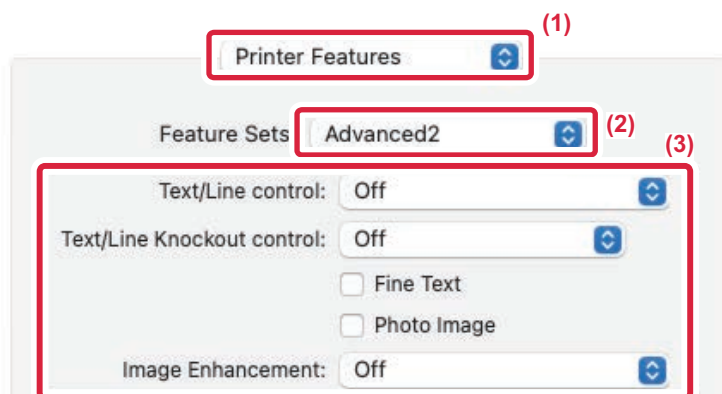 (1)
Printer Features
Feature Sets Advanced2 (2)
(3)
Text/Line control: Off
Text/Line Knockout control: Off
Fine Text
Photo Image
Image Enhancement: Off